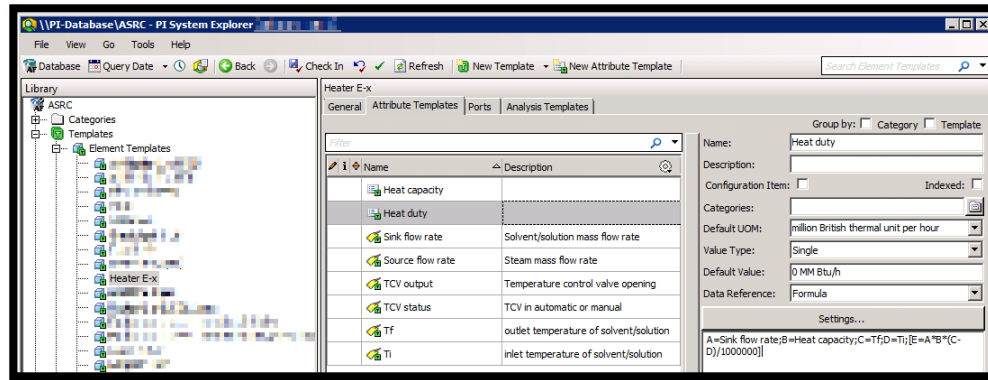 \\PI-Database\ASRC - PI System Explorer
File View Go Tools Help
Database Query Date Back Check In Refresh New Template New Attribute Template Search Element Templates
Library
ASRC
Categories
Templates
Element Templates
Heater E-x
Heater E-x
General Attribute Templates Ports Analysis Templates
Group by: Category Template
Filter
Name Description
Heat capacity
Heat duty
Sink flow rate Solvent/solution mass flow rate
Source flow rate Steam mass flow rate
TCV output Temperature control valve opening
TCV status TCV in automatic or manual
Tf outlet temperature of solvent/solution
Ti inlet temperature of solvent/solution
Name: Heat duty
Description:
Configuration Item: Indexed:
Categories:
Default UOM: million British thermal unit per hour
Value Type: Single
Default Value: 0 MM Btu/h
Data Reference: Formula
Settings...
A=Sink flow rate;B=Heat capacity;C=Tf;D=Ti;[E=A*B*(C-
D)/1000000]